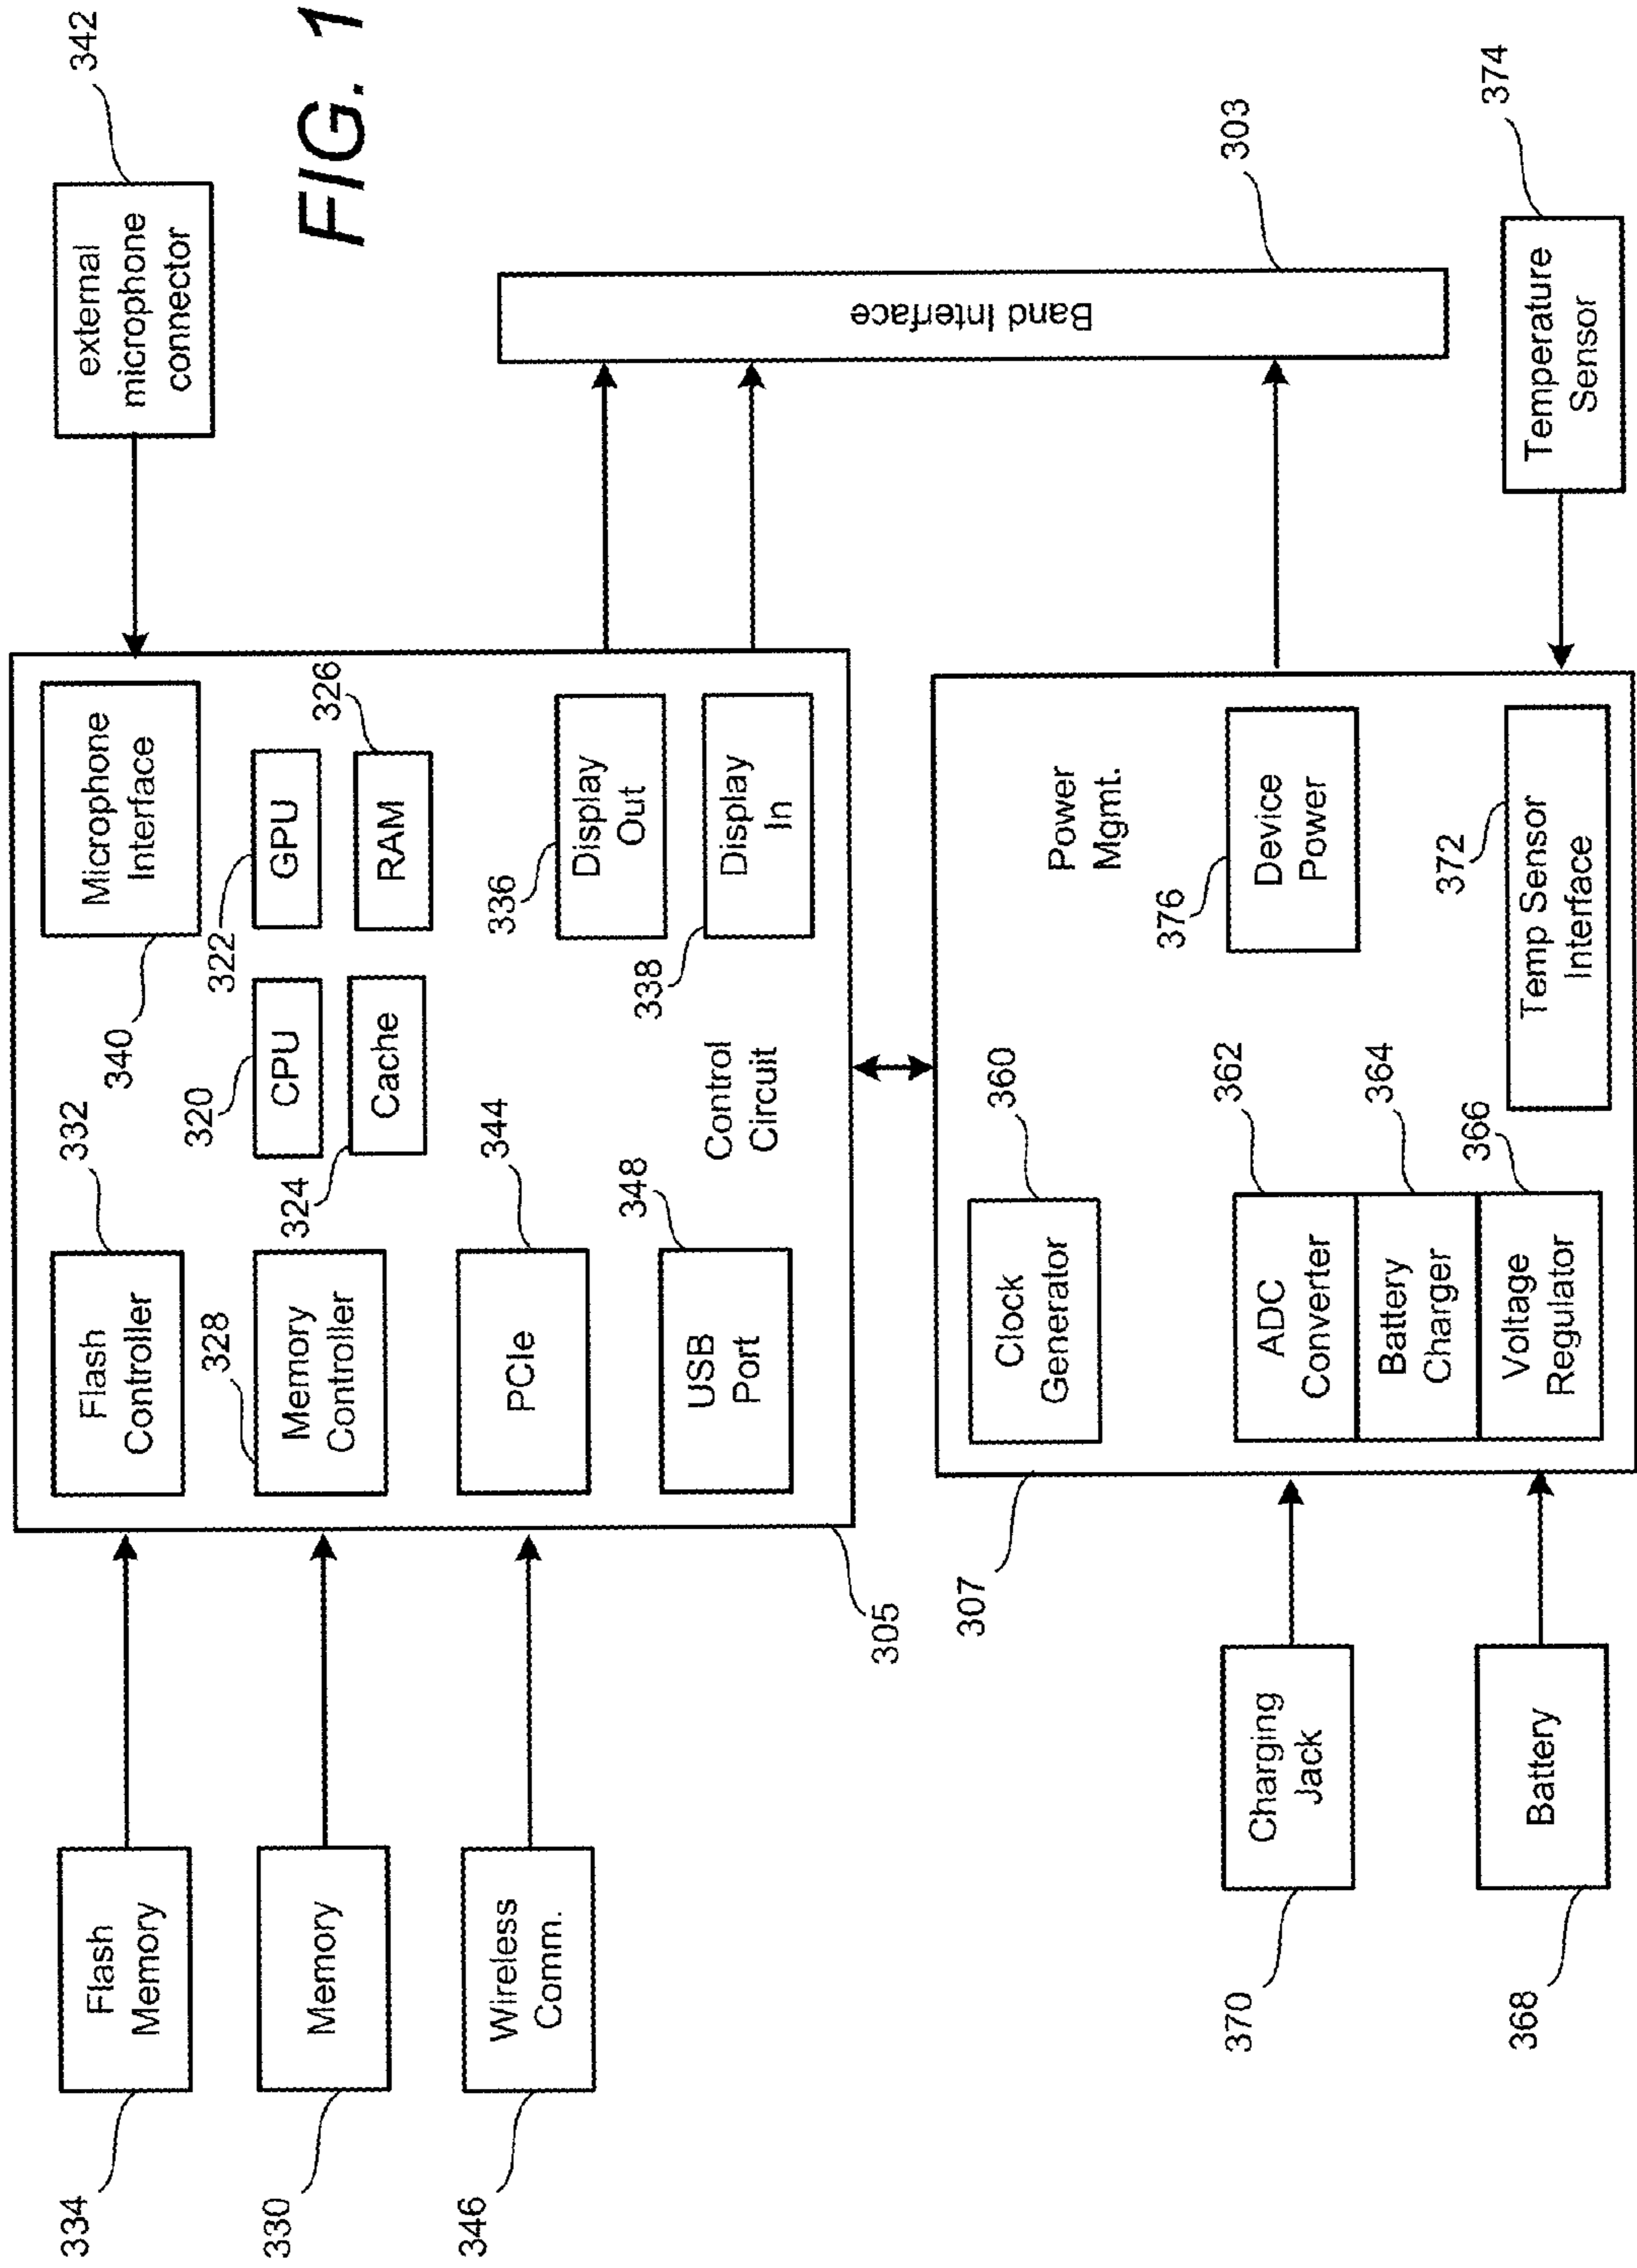 FIG. 1
334
Flash
Memory
330
Memory
346
Wireless
Comm.
332
Flash
Controller
328
Memory
Controller
344
PCIe
348
USB
Port
305
340
Microphone
Interface
320
CPU
322
GPU
324
Cache
326
RAM
336
Display
Out
338
Display
In
Control
Circuit
342
external
microphone
connector
303
Band Interface
307
370
Charging
Jack
368
Battery
360
Clock
Generator
362
ADC
Converter
364
Battery
Charger
366
Voltage
Regulator
Power
Mgmt.
376
Device
Power
372
Temp Sensor
Interface
374
Temperature
Sensor